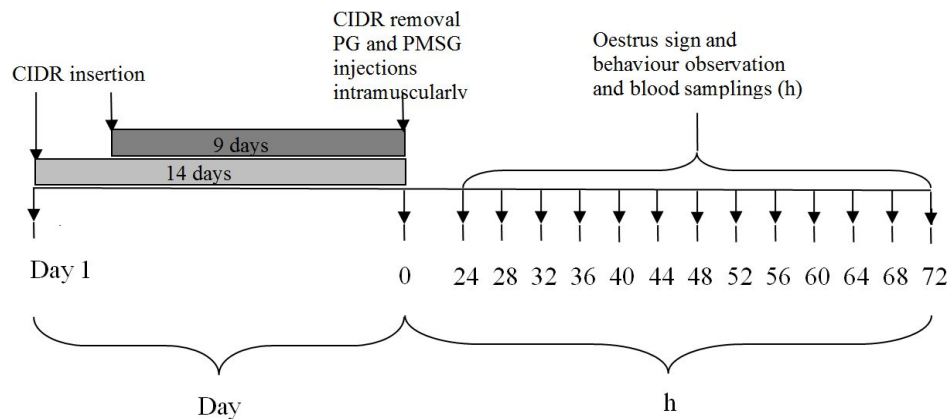 CIDR insertion
CIDR removal
PG and PMSG
injections
intramuscularly
Oestrus sign and
behaviour observation
and blood samplings (h)
9 days
14 days
Day 1
0 24 28 32 36 40 44 48 52 56 60 64 68 72
Day
h